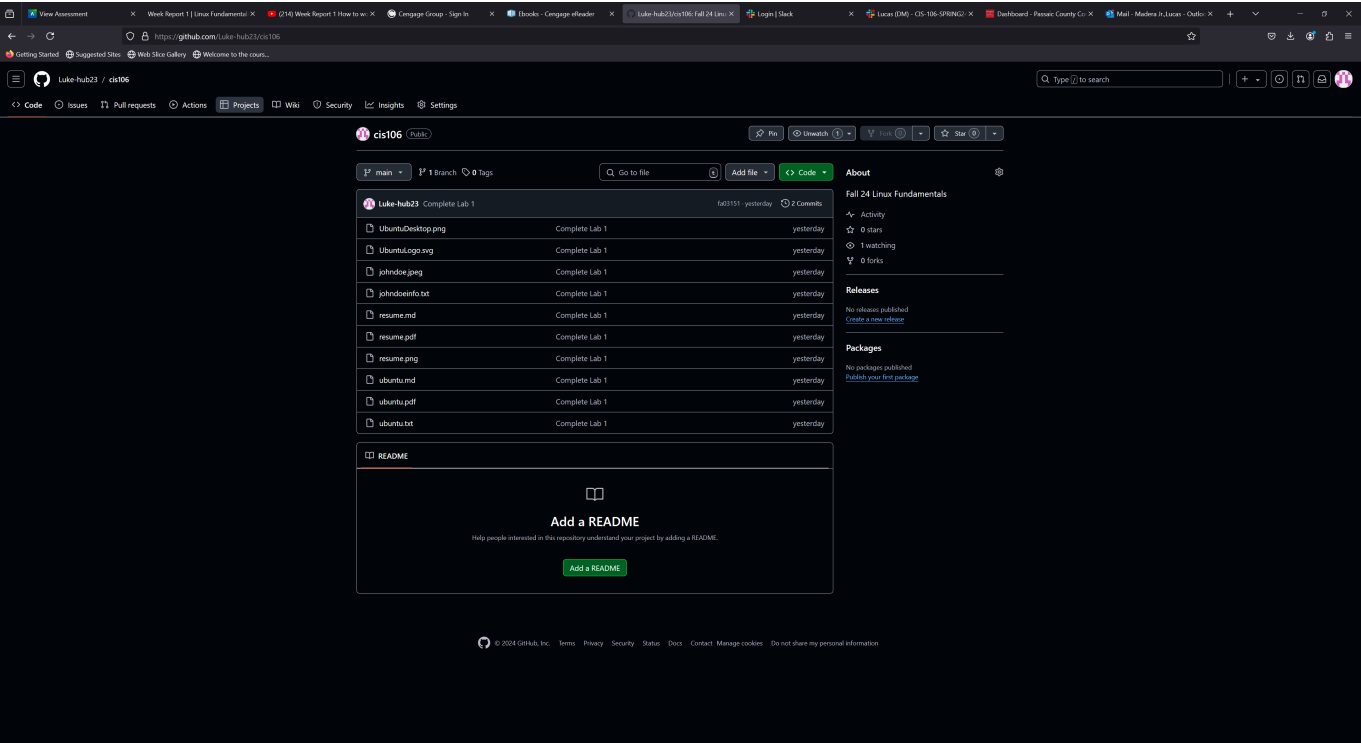 View Assessment
Week Report 1 | Linux Fundamental
(214) Week Report 1 How to w
Cengage Group - Sign In
Ebooks - Cengage eReader
Luke-hub23/cis106: Fall 24 Linu
Login | Slack
Lucas (DM) - CIS-106-SPRING2
Dashboard - Passaic County Co
Mail - Madera Jr.,Lucas - Outlo
https://github.com/Luke-hub23/cis106
Getting Started Suggested Sites Web Slice Gallery Welcome to the cours...
Luke-hub23 / cis106
Type / to search
Code Issues Pull requests Actions Projects Wiki Security Insights Settings
cis106 Public
Pin Unwatch 1 Fork 0 Star 0
main 1 Branch 0 Tags
Go to file t Add file Code
Luke-hub23 Complete Lab 1 fa03151 · yesterday 2 Commits
UbuntuDesktop.png Complete Lab 1 yesterday
UbuntuLogo.svg Complete Lab 1 yesterday
johndoe.jpeg Complete Lab 1 yesterday
johndoeinfo.txt Complete Lab 1 yesterday
resume.md Complete Lab 1 yesterday
resume.pdf Complete Lab 1 yesterday
resume.png Complete Lab 1 yesterday
ubuntu.md Complete Lab 1 yesterday
ubuntu.pdf Complete Lab 1 yesterday
ubuntu.txt Complete Lab 1 yesterday
README
Add a README
Help people interested in this repository understand your project by adding a README.
Add a README
About
Fall 24 Linux Fundamentals
Activity
0 stars
1 watching
0 forks
Releases
No releases published
Create a new release
Packages
No packages published
Publish your first package
© 2024 GitHub, Inc. Terms Privacy Security Status Docs Contact Manage cookies Do not share my personal information